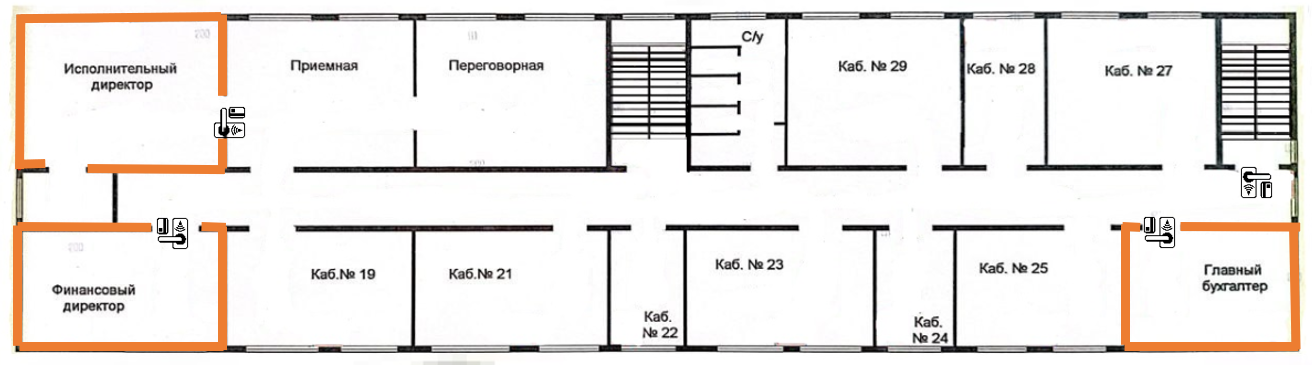 Исполнительный
директор
Приемная
Переговорная
С/у
Каб. № 29
Каб. № 28
Каб. № 27
Финансовый
директор
Каб.№ 19
Каб.№ 21
Каб.
№ 22
Каб. № 23
Каб.
№ 24
Каб. № 25
Главный
бухгалтер